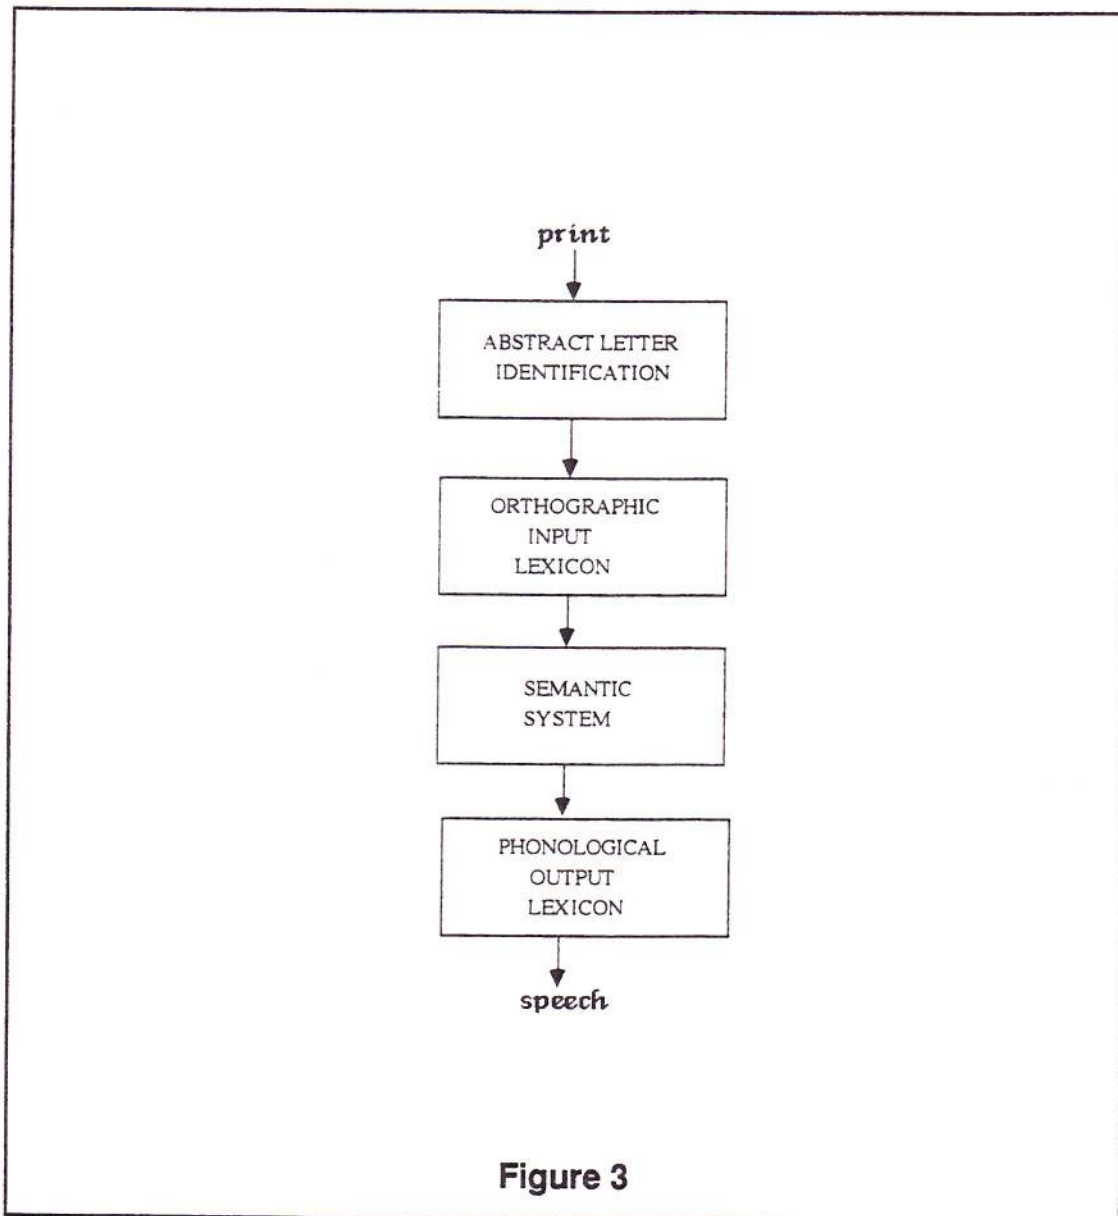 print
ABSTRACT LETTER
IDENTIFICATION
ORTHOGRAPHIC
INPUT
LEXICON
SEMANTIC
SYSTEM
PHONOLOGICAL
OUTPUT
LEXICON
speech
Figure 3